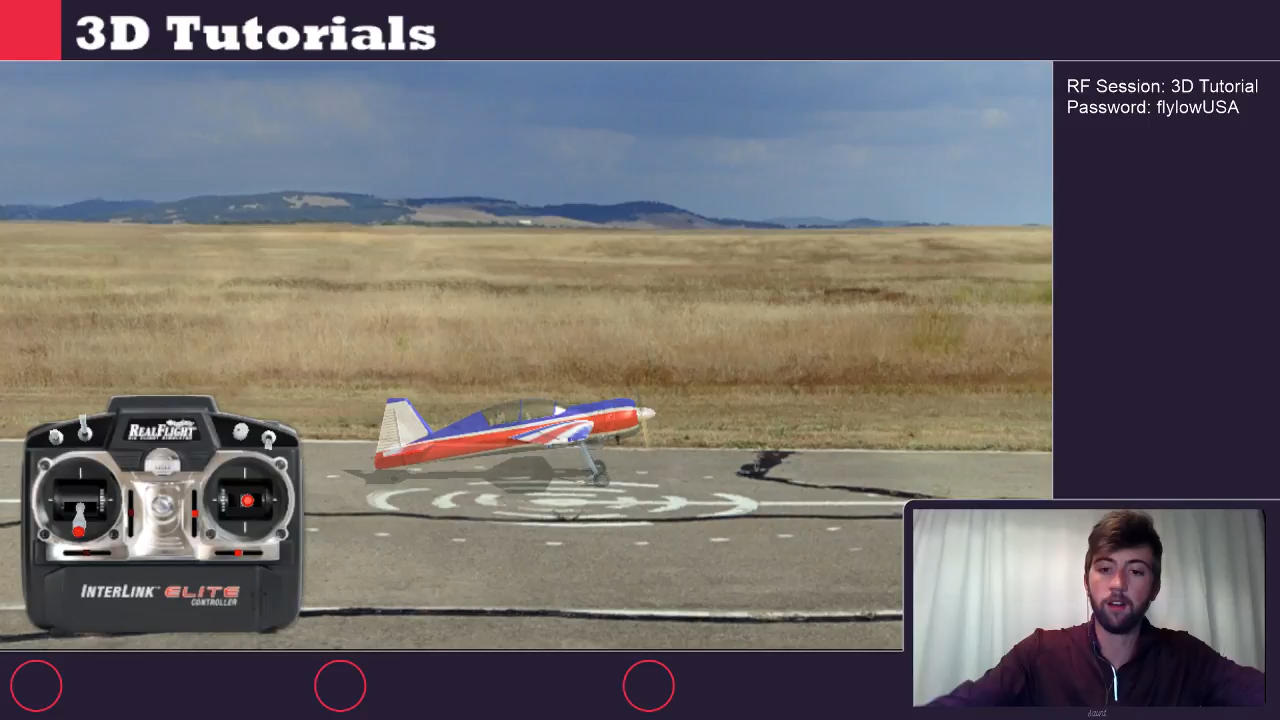 3D Tutorials
RF Session: 3D Tutorial
Password: flylowUSA
REALFLIGHT
INTERLINK ELITE
CONTROLLER